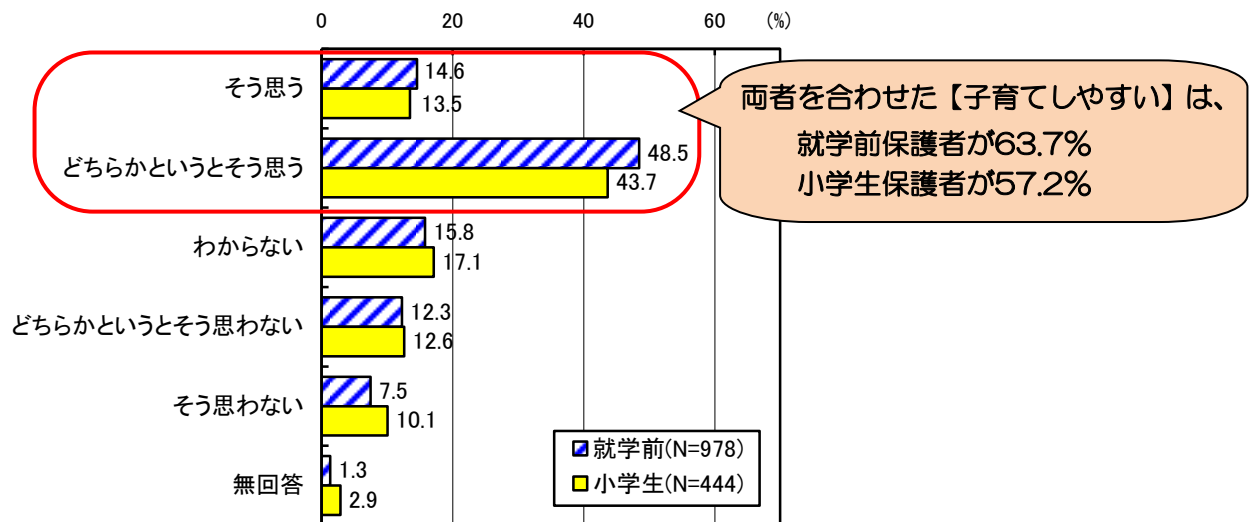 0 20 40 60 (%)
そう思う
14.6
13.5
どちらかというとそう思う
48.5
43.7
わからない
15.8
17.1
どちらかというとそう思わない
12.3
12.6
そう思わない
7.5
10.1
無回答
1.3
2.9
両者を合わせた【子育てしやすい】は、
就学前保護者が63.7%
小学生保護者が57.2%
就学前(N=978)
小学生(N=444)